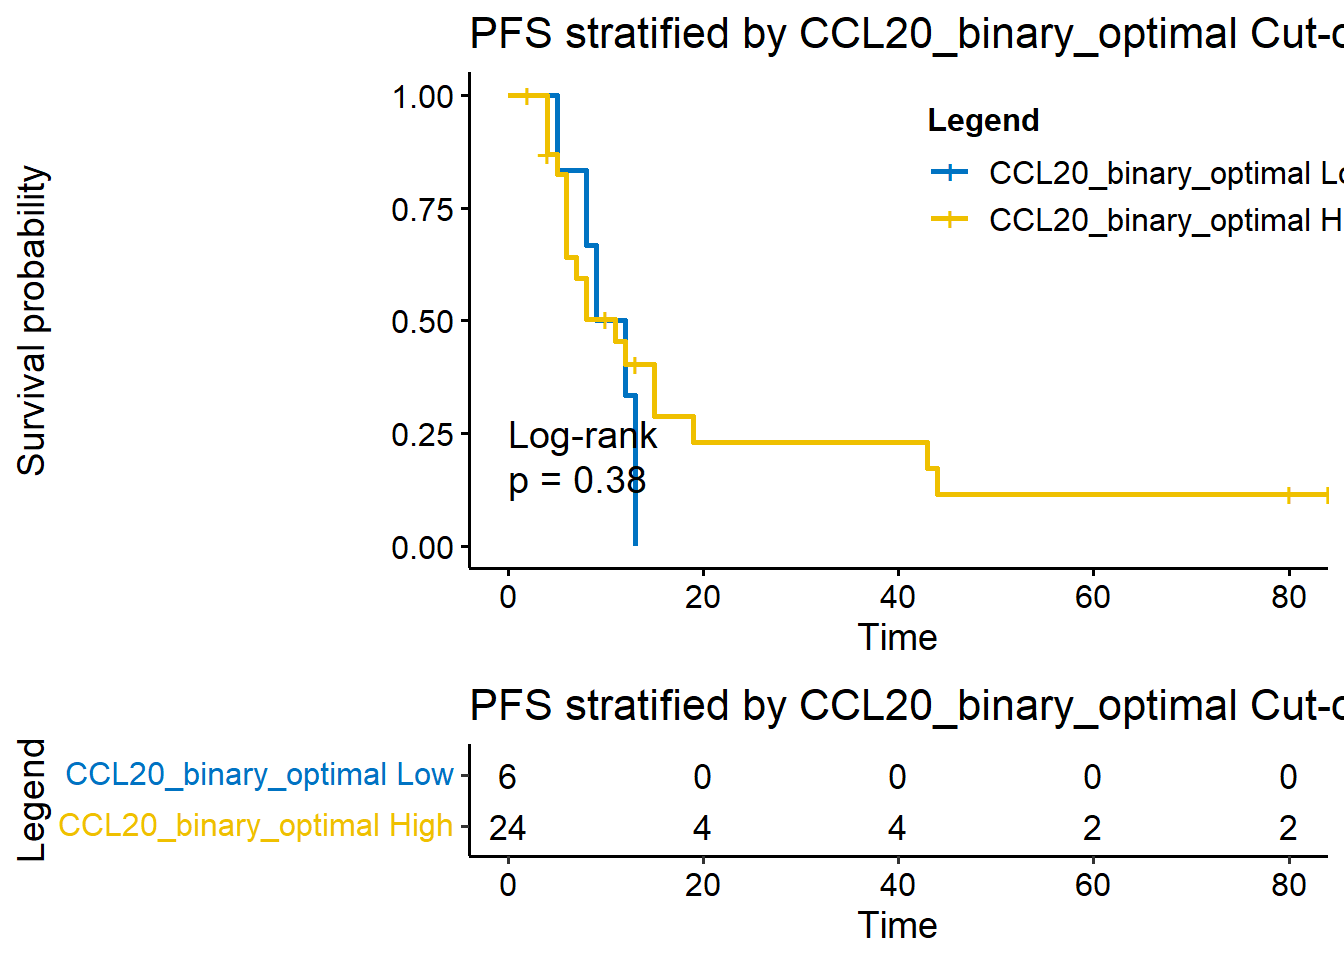 PFS stratified by CCL20_binary_optimal Cut-
Survival probability
1.00
0.75
0.50
0.25
0.00
Legend
CCL20_binary_optimal Lo
CCL20_binary_optimal H
Log-rank
p = 0.38
0 20 40 60 80
Time
PFS stratified by CCL20_binary_optimal Cut-
Legend
CCL20_binary_optimal Low 6 0 0 0 0
CCL20_binary_optimal High 24 4 4 2 2
0 20 40 60 80
Time